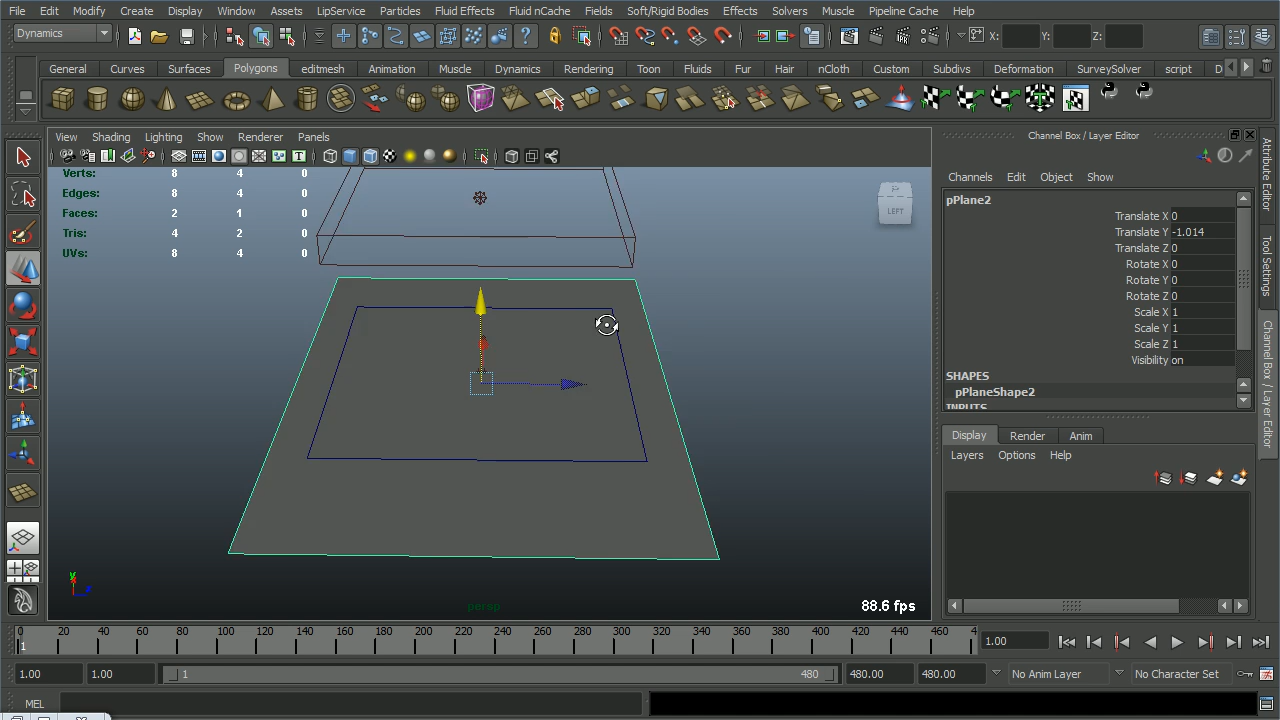 File Edit Modify Create Display Window Assets LipService Particles Fluid Effects Fluid nCache Fields Soft/Rigid Bodies Effects Solvers Muscle Pipeline Cache Help
Dynamics X: Y: Z:
General Curves Surfaces Polygons editmesh Animation Muscle Dynamics Rendering Toon Fluids Fur Hair nCloth Custom Subdivs Deformation SurveySolver script D
View Shading Lighting Show Renderer Panels
Channel Box / Layer Editor
Verts: 8 4 0
Edges: 8 4 0
Faces: 2 1 0
Tris: 4 2 0
UVs: 8 4 0
LEFT
y
persp
88.6 fps
Channels Edit Object Show
pPlane2
Translate X 0
Translate Y -1.014
Translate Z 0
Rotate X 0
Rotate Y 0
Rotate Z 0
Scale X 1
Scale Y 1
Scale Z 1
Visibility on
SHAPES
pPlaneShape2
INPUTS
Display Render Anim
Layers Options Help
Attribute Editor
Tool Settings
Channel Box / Layer Editor
0 20 40 60 80 100 120 140 160 180 200 220 240 260 280 300 320 340 360 380 400 420 440 460 4
1
1.00
1.00 1.00 1 480 480.00 480.00 No Anim Layer No Character Set
MEL